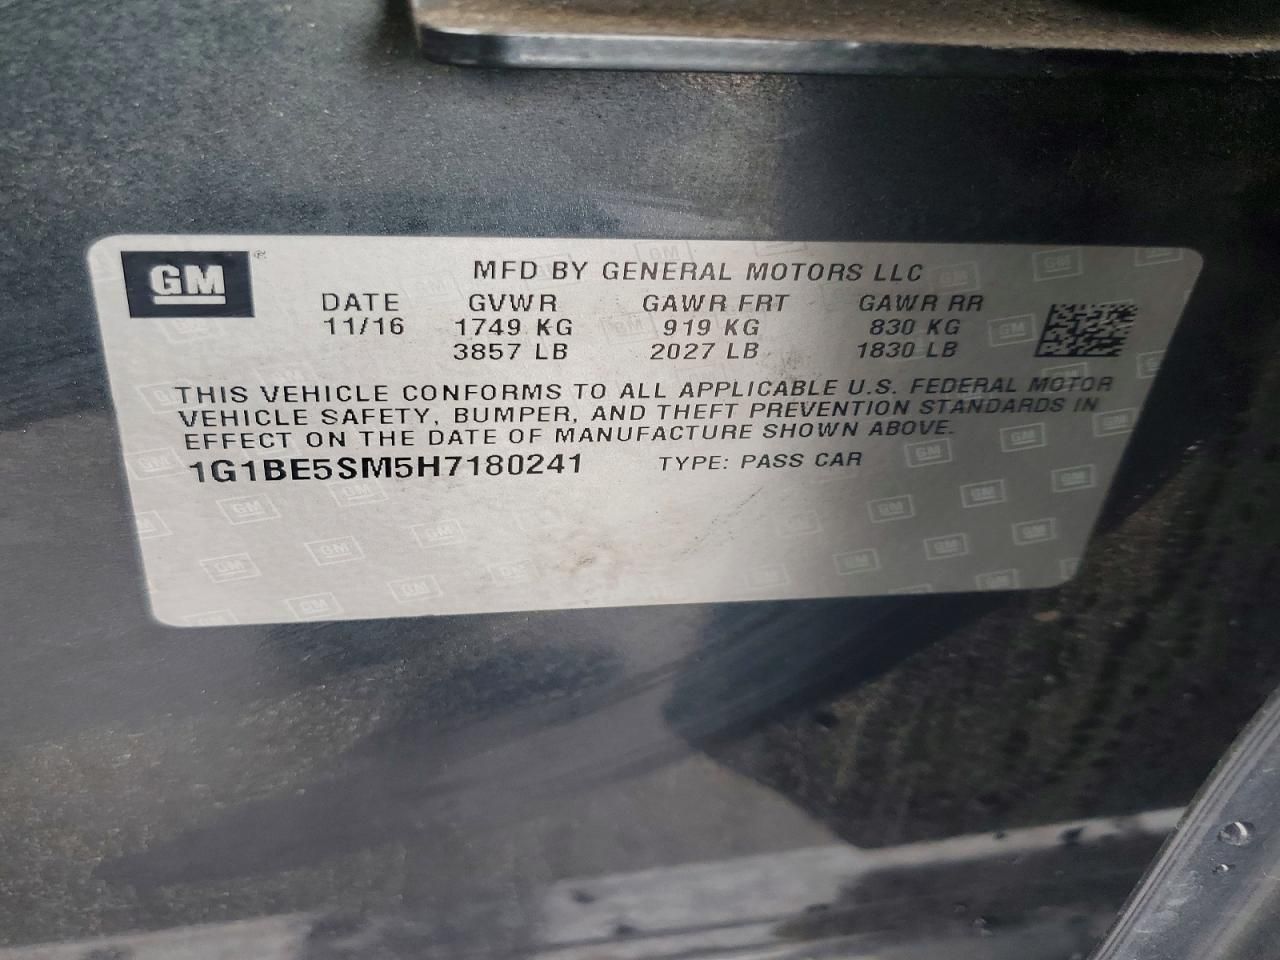 GM
MFD BY GENERAL MOTORS LLC
DATE GVWR GAWR FRT GAWR RR
11/16 1749 KG 919 KG 830 KG
3857 LB 2027 LB 1830 LB
THIS VEHICLE CONFORMS TO ALL APPLICABLE U.S. FEDERAL MOTOR
VEHICLE SAFETY, BUMPER, AND THEFT PREVENTION STANDARDS IN
EFFECT ON THE DATE OF MANUFACTURE SHOWN ABOVE.
1G1BE5SM5H7180241 TYPE: PASS CAR